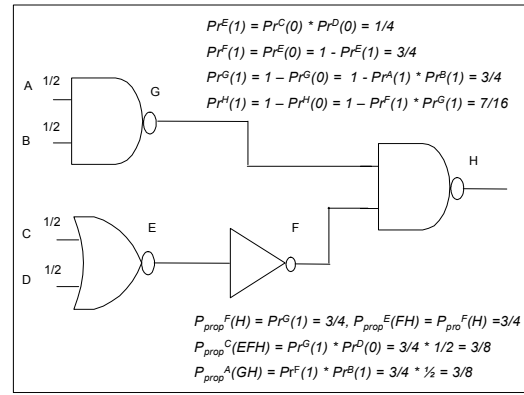 Pr^E(1) = Pr^C(0) * Pr^D(0) = 1/4
Pr^F(1) = Pr^E(0) = 1 - Pr^E(1) = 3/4
Pr^G(1) = 1 – Pr^G(0) = 1 - Pr^A(1) * Pr^B(1) = 3/4
Pr^H(1) = 1 – Pr^H(0) = 1 – Pr^F(1) * Pr^G(1) = 7/16
A 1/2
G
B 1/2
H
C 1/2
E
F
D 1/2
P_prop^F(H) = Pr^G(1) = 3/4, P_prop^E(FH) = P_pro^F(H) =3/4
P_prop^C(EFH) = Pr^G(1) * Pr^D(0) = 3/4 * 1/2 = 3/8
P_prop^A(GH) = Pr^F(1) * Pr^B(1) = 3/4 * ½ = 3/8